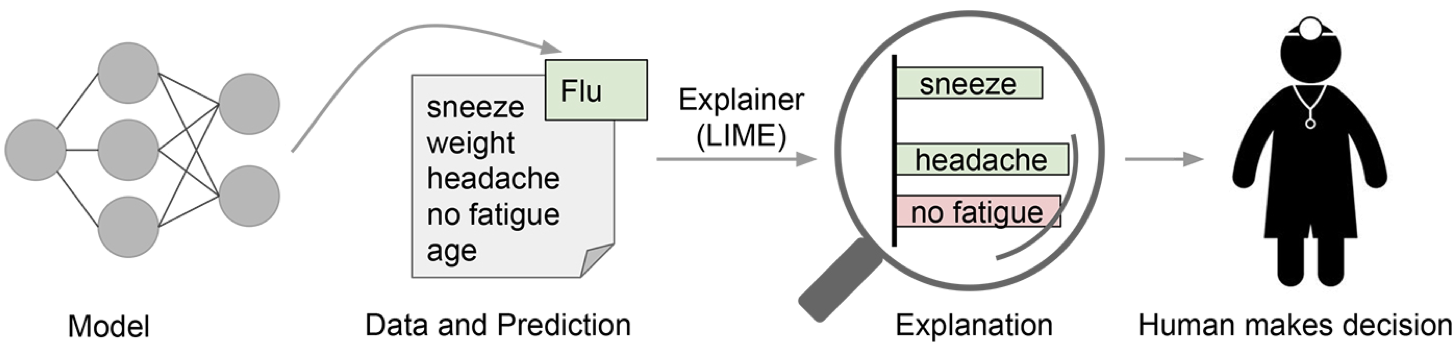 Flu
sneeze
weight
headache
no fatigue
age
Explainer
(LIME)
sneeze
headache
no fatigue
Model
Data and Prediction
Explanation
Human makes decision